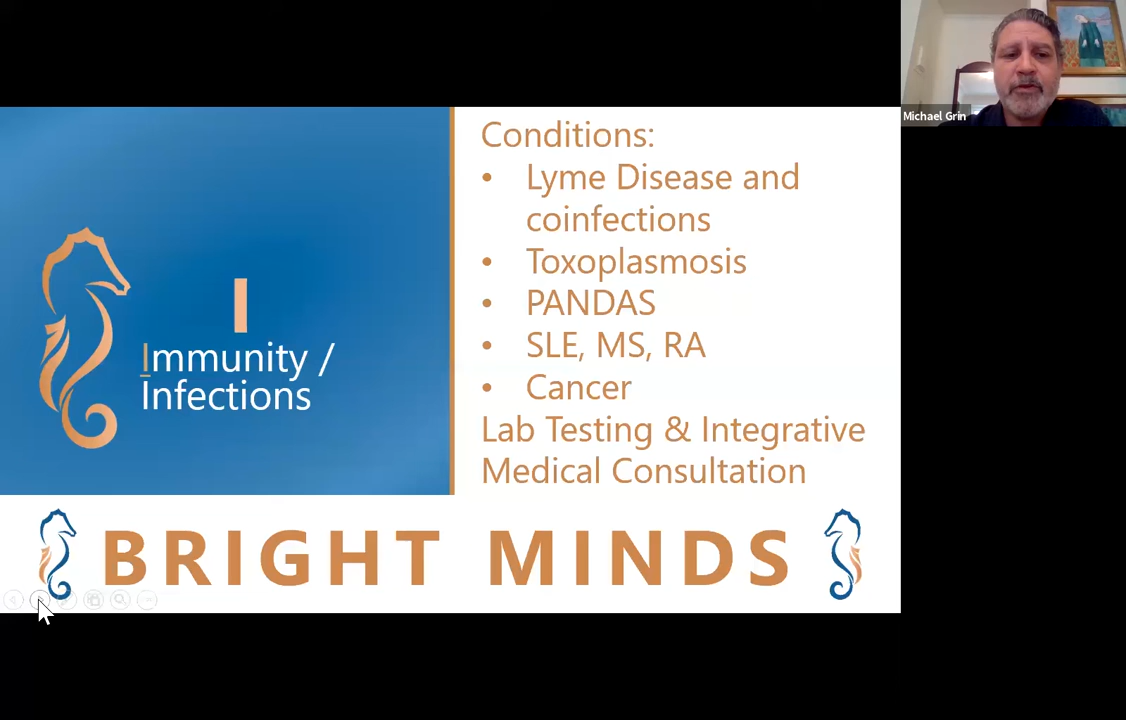 Michael Grin
Conditions:
• Lyme Disease and
coinfections
• Toxoplasmosis
• PANDAS
• SLE, MS, RA
• Cancer
Lab Testing & Integrative
Medical Consultation
I
Immunity /
Infections
BRIGHT MINDS